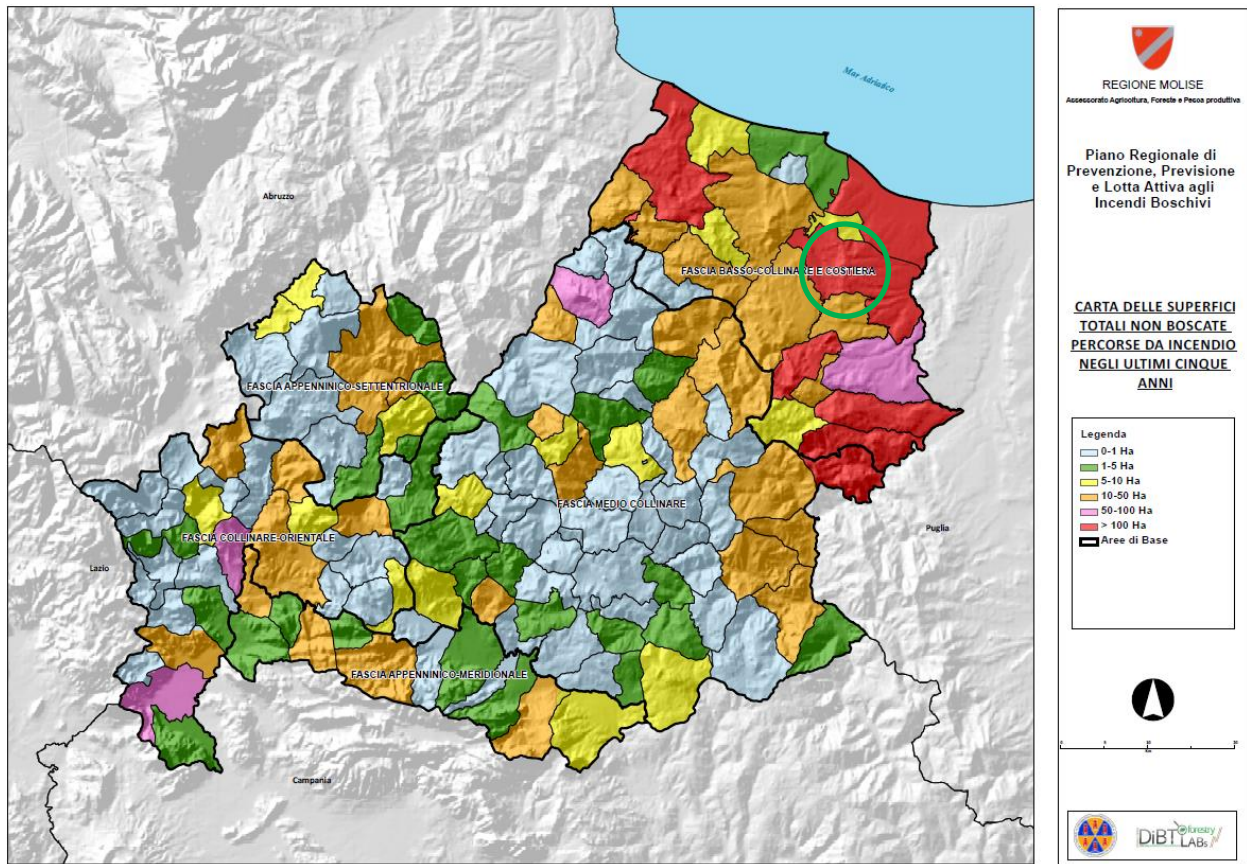 Mar Adriatico
Abruzzo
FASCIA BASSO-COLLINARE E COSTIERA
FASCIA APPENNINICO-SETTENTRIONALE
FASCIA MEDIO COLLINARE
Puglia
FASCIA COLLINARE-ORIENTALE
Lazio
FASCIA APPENNINICO-MERIDIONALE
Campania
REGIONE MOLISE
Assessorato Agricoltura, Foreste e Pesca produttiva
Piano Regionale di
Prevenzione, Previsione
e Lotta Attiva agli
Incendi Boschivi
CARTA DELLE SUPERFICI
TOTALI NON BOSCATE
PERCORSE DA INCENDIO
NEGLI ULTIMI CINQUE
ANNI
Legenda
0-1 Ha
1-5 Ha
5-10 Ha
10-50 Ha
50-100 Ha
> 100 Ha
Aree di Base
DiBT forestry
LABs